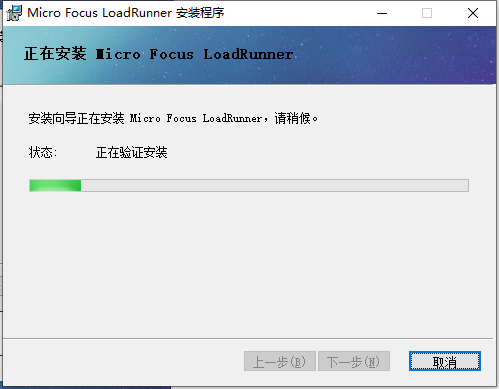 Micro Focus LoadRunner 安装程序
正在安装 Micro Focus LoadRunner
安装向导正在安装 Micro Focus LoadRunner，请稍候。
状态: 正在验证安装
上一步(B) 下一步(N) 取消